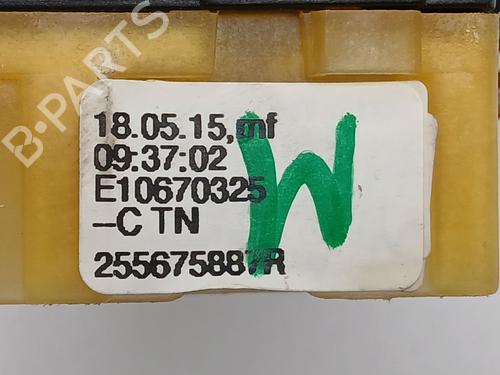 B-PARTS
18.05.15,mf
09:37:02
E10670325
-C TN
255675887R
W